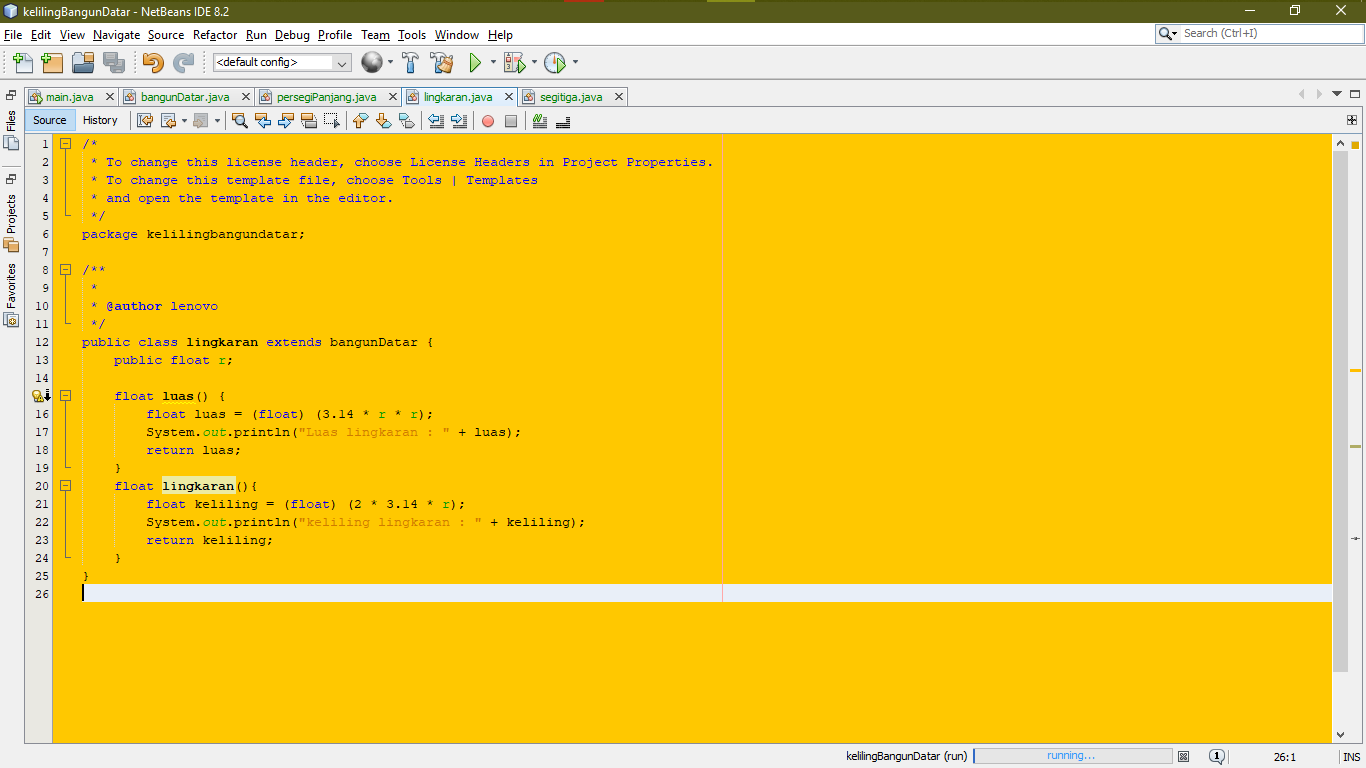 kelilingBangunDatar - NetBeans IDE 8.2
File Edit View Navigate Source Refactor Run Debug Profile Team Tools Window Help
Search (Ctrl+I)
<default config>
main.java bangunDatar.java persegiPanjang.java lingkaran.java segitiga.java
Files
Projects
Favorites
Source History
1 /*
2 * To change this license header, choose License Headers in Project Properties.
3 * To change this template file, choose Tools | Templates
4 * and open the template in the editor.
5 */
6 package kelilingbangundatar;
7
8 /**
9 *
10 * @author lenovo
11 */
12 public class lingkaran extends bangunDatar {
13 public float r;
14
float luas() {
16 float luas = (float) (3.14 * r * r);
17 System.out.println("Luas lingkaran : " + luas);
18 return luas;
19 }
20 float lingkaran(){
21 float keliling = (float) (2 * 3.14 * r);
22 System.out.println("keliling lingkaran : " + keliling);
23 return keliling;
24 }
25 }
26
kelilingBangunDatar (run) running... 1 26:1 INS